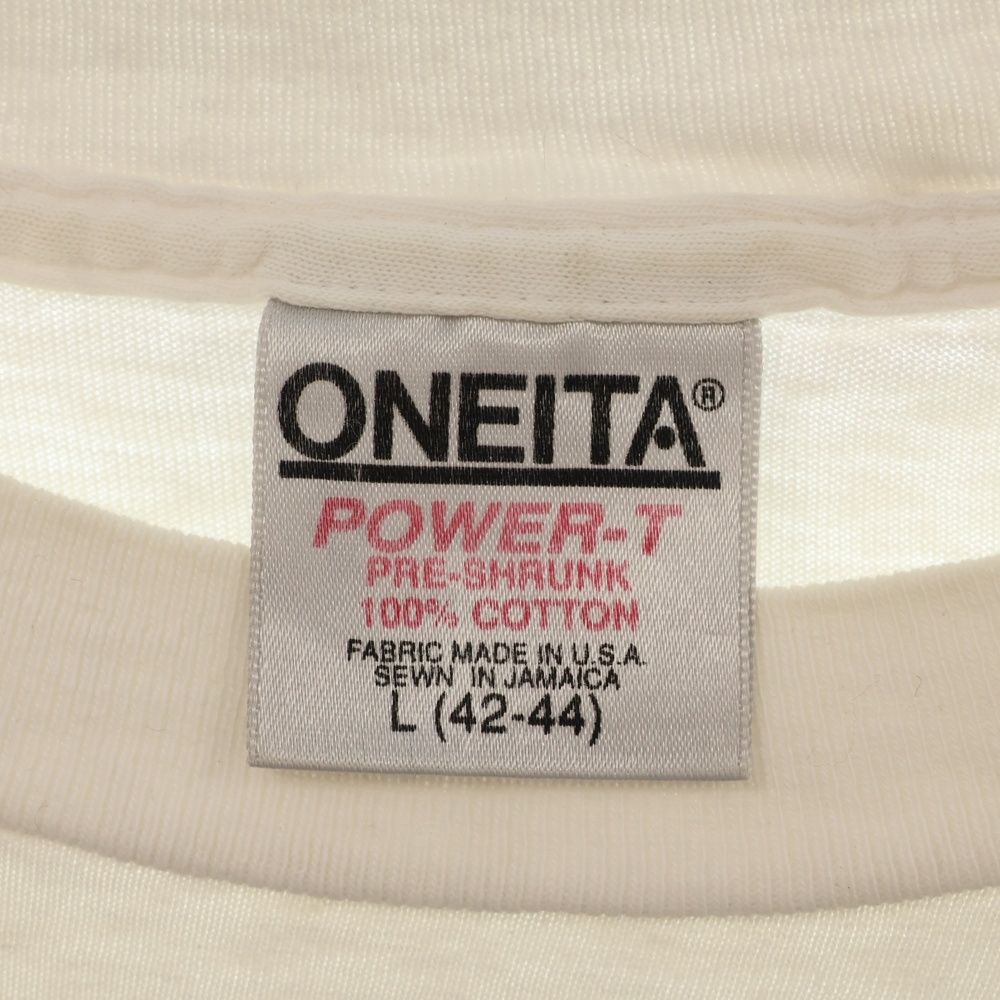 ONEITA®
POWER-T
PRE-SHRUNK
100% COTTON
FABRIC MADE IN U.S.A.
SEWN IN JAMAICA
L (42-44)